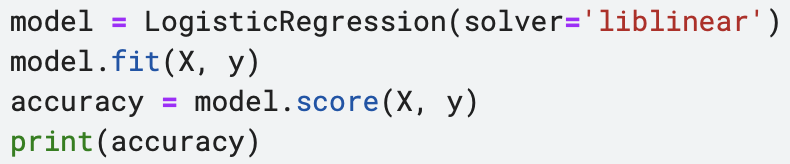 model = LogisticRegression(solver='liblinear')
model.fit(X, y)
accuracy = model.score(X, y)
print(accuracy)